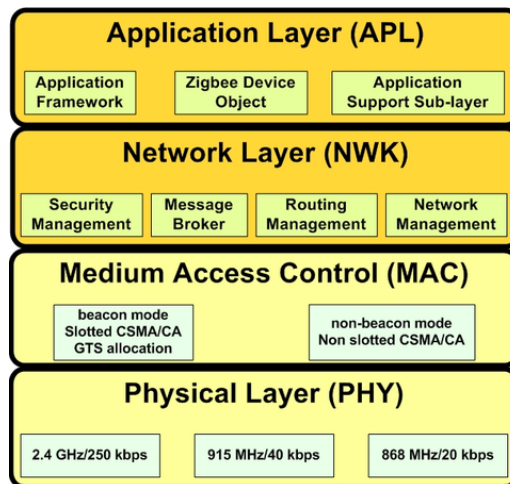 Application Layer (APL)
Application
Framework
Zigbee Device
Object
Application
Support Sub-layer
Network Layer (NWK)
Security
Management
Message
Broker
Routing
Management
Network
Management
Medium Access Control (MAC)
beacon mode
Slotted CSMA/CA
GTS allocation
non-beacon mode
Non slotted CSMA/CA
Physical Layer (PHY)
2.4 GHz/250 kbps
915 MHz/40 kbps
868 MHz/20 kbps